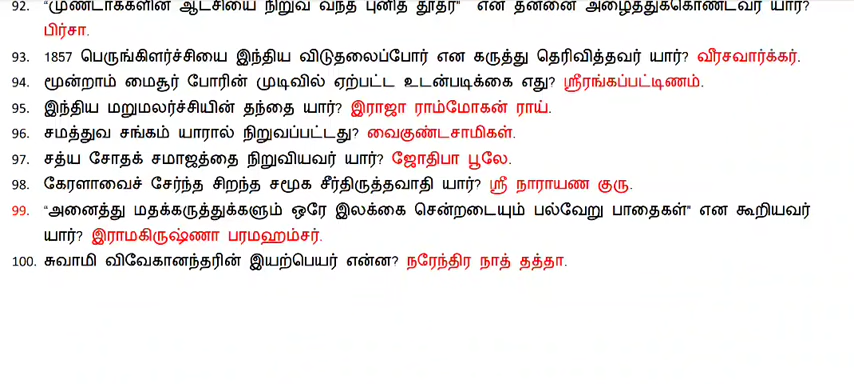 92. "முண்டாக்களின் ஆட்சியை நிறுவ வந்த புனித தூதர்" என தன்னை அழைத்துக்கொண்டவர் யார்?
பிர்சா.
93. 1857 பெருங்கிளர்ச்சியை இந்திய விடுதலைப்போர் என கருத்து தெரிவித்தவர் யார்? வீரசவார்க்கர்.
94. மூன்றாம் மைசூர் போரின் முடிவில் ஏற்பட்ட உடன்படிக்கை எது? ஸ்ரீரங்கப்பட்டிணம்.
95. இந்திய மறுமலர்ச்சியின் தந்தை யார்? இராஜா ராம்மோகன் ராய்.
96. சமத்துவ சங்கம் யாரால் நிறுவப்பட்டது? வைகுண்டசாமிகள்.
97. சத்ய சோதக் சமாஜத்தை நிறுவியவர் யார்? ஜோதிபா பூலே.
98. கேரளாவைச் சேர்ந்த சிறந்த சமூக சீர்திருத்தவாதி யார்? ஸ்ரீ நாராயண குரு.
99. "அனைத்து மதக்கருத்துக்களும் ஒரே இலக்கை சென்றடையும் பல்வேறு பாதைகள்" என கூறியவர்
யார்? இராமகிருஷ்ணா பரமஹம்சர்.
100. சுவாமி விவேகானந்தரின் இயற்பெயர் என்ன? நரேந்திர நாத் தத்தா.